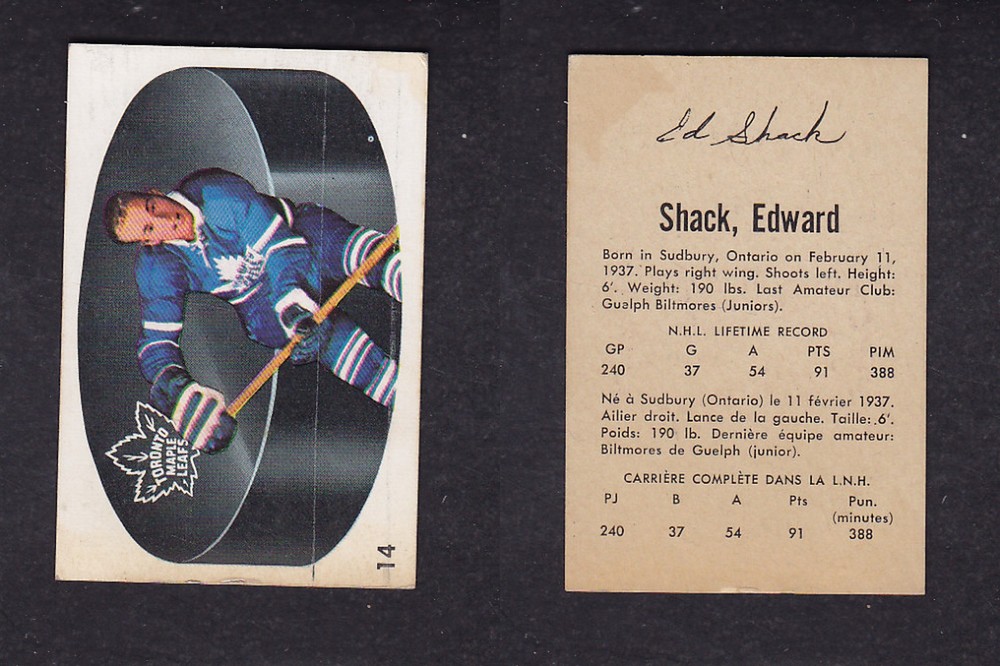 TORONTO
MAPLE
LEAFS
14
Ed Shack
Shack, Edward
Born in Sudbury, Ontario on February 11,
1937. Plays right wing. Shoots left. Height:
6'. Weight: 190 lbs. Last Amateur Club:
Guelph Biltmores (Juniors).
N.H.L. LIFETIME RECORD
GP G A PTS PIM
240 37 54 91 388
Né à Sudbury (Ontario) le 11 février 1937.
Ailier droit. Lance de la gauche. Taille: 6'.
Poids: 190 lb. Dernière équipe amateur:
Biltmores de Guelph (junior).
CARRIÈRE COMPLÈTE DANS LA L.N.H.
PJ B A Pts Pun.
(minutes)
240 37 54 91 388